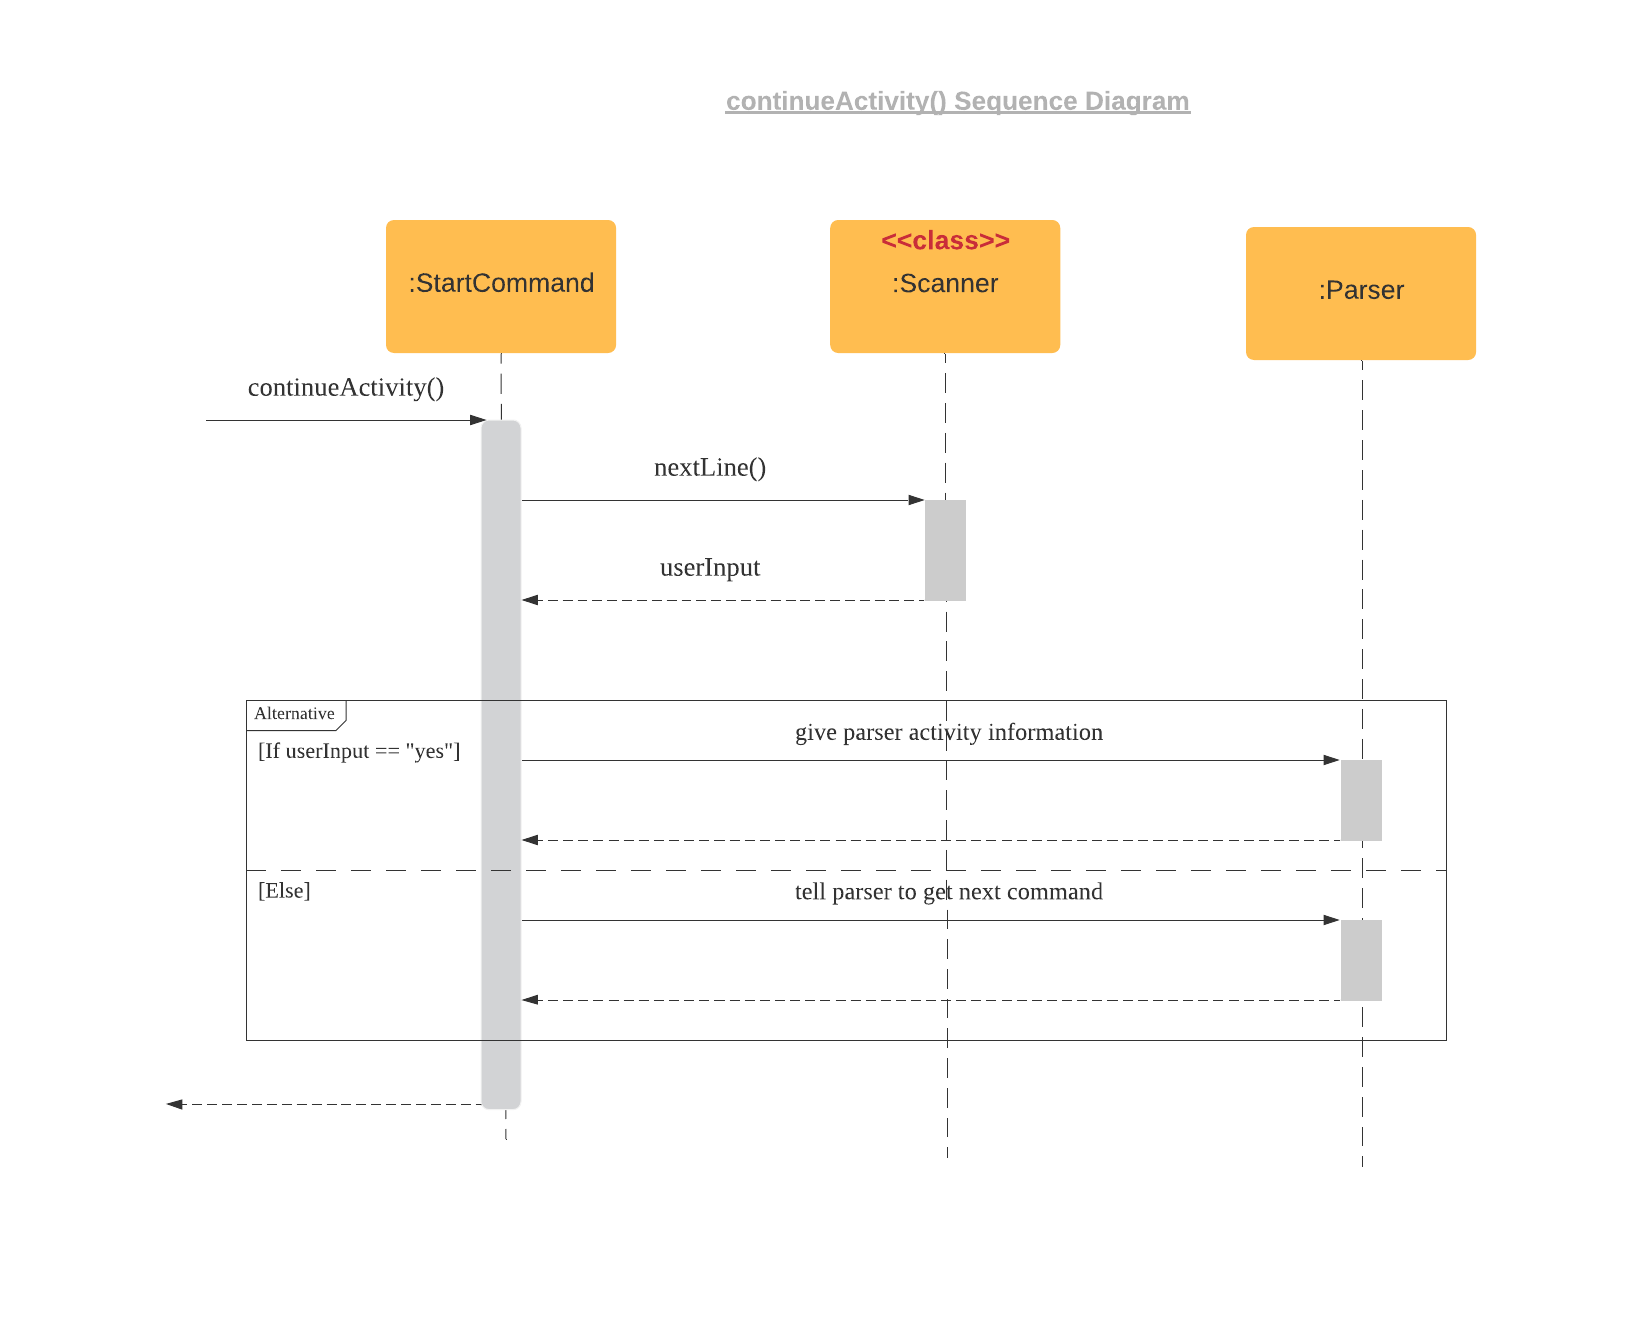 continueActivity() Sequence Diagram
<<class>>
:StartCommand
:Scanner
:Parser
continueActivity()
nextLine()
userInput
Alternative
give parser activity information
[If userInput == "yes"]
[Else]
tell parser to get next command